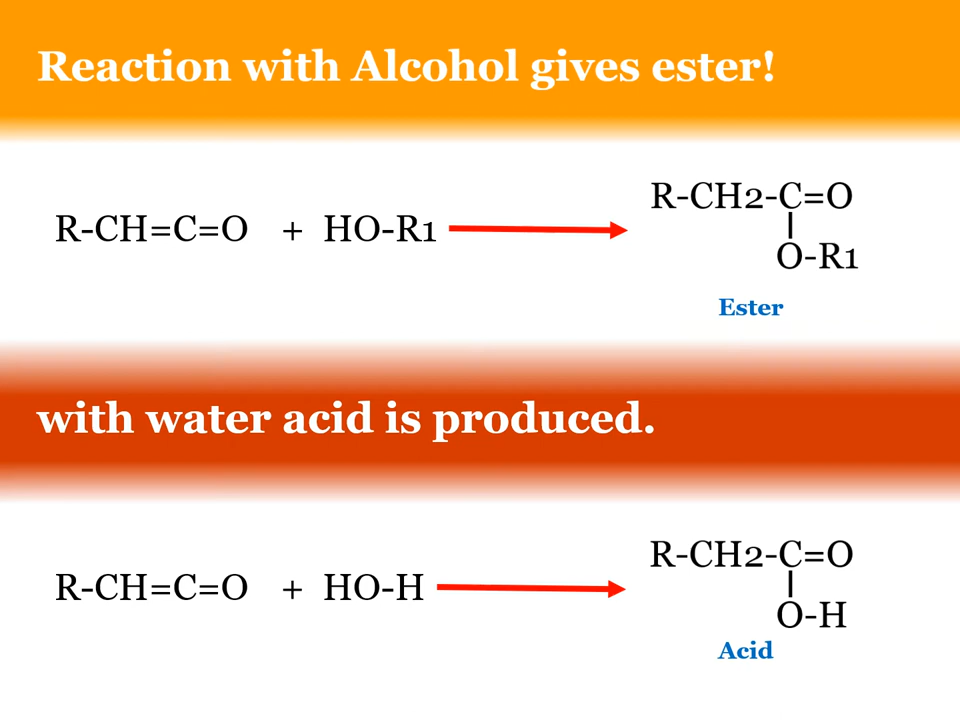 Reaction with Alcohol gives ester!
R-CH=C=O + HO-R1
R-CH2-C=O
O-R1
Ester
with water acid is produced.
R-CH=C=O + HO-H
R-CH2-C=O
O-H
Acid